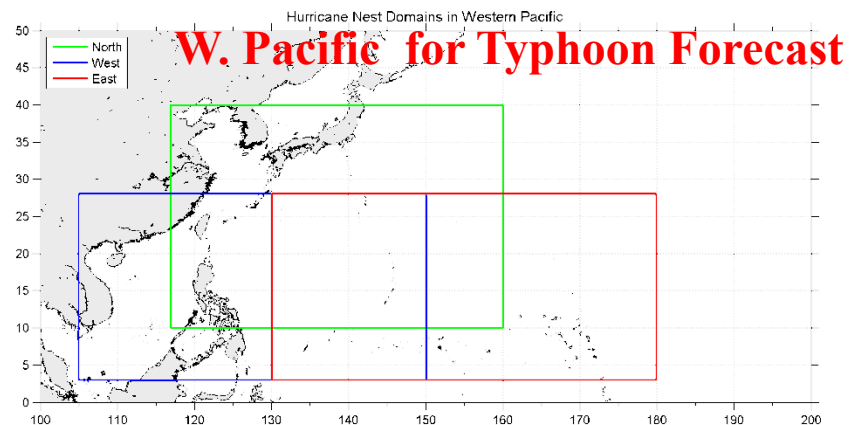 Hurricane Nest Domains in Western Pacific
W. Pacific for Typhoon Forecast
North
West
East
50
45
40
35
30
25
20
15
10
5
0
100 110 120 130 140 150 160 170 180 190 200